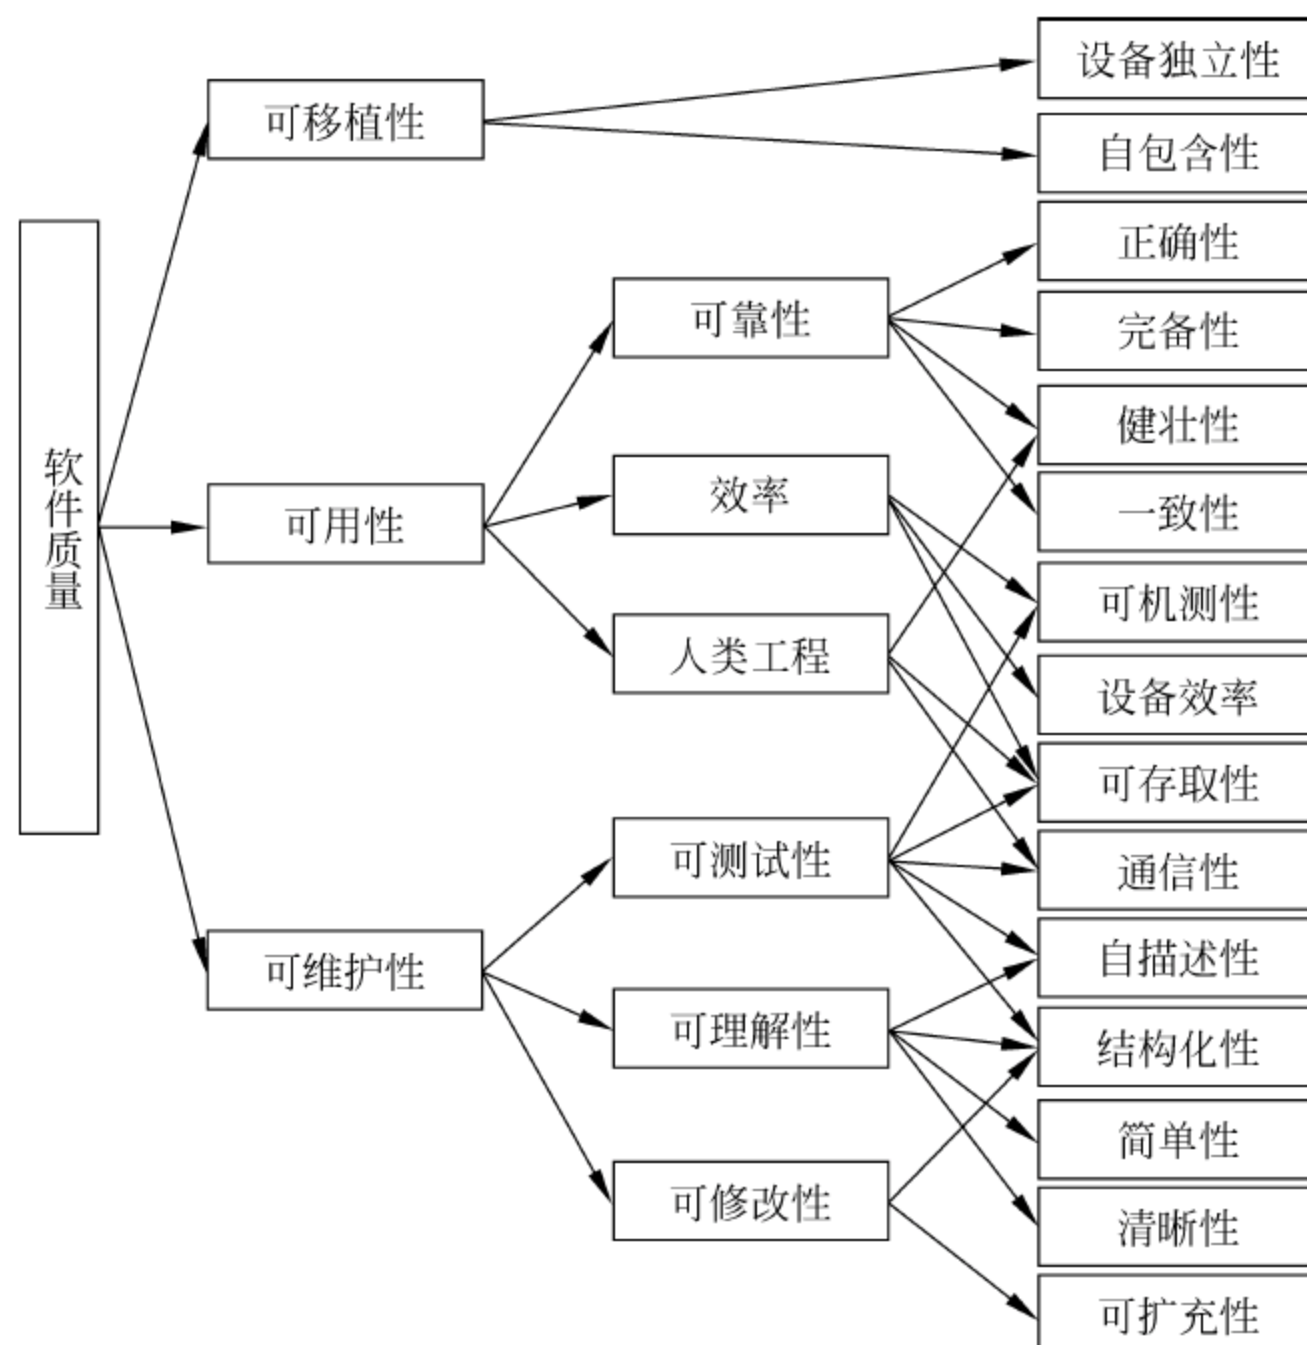 软件质量
可移植性
可用性
可维护性
可靠性
效率
人类工程
可测试性
可理解性
可修改性
设备独立性
自包含性
正确性
完备性
健壮性
一致性
可机测性
设备效率
可存取性
通信性
自描述性
结构化性
简单性
清晰性
可扩充性